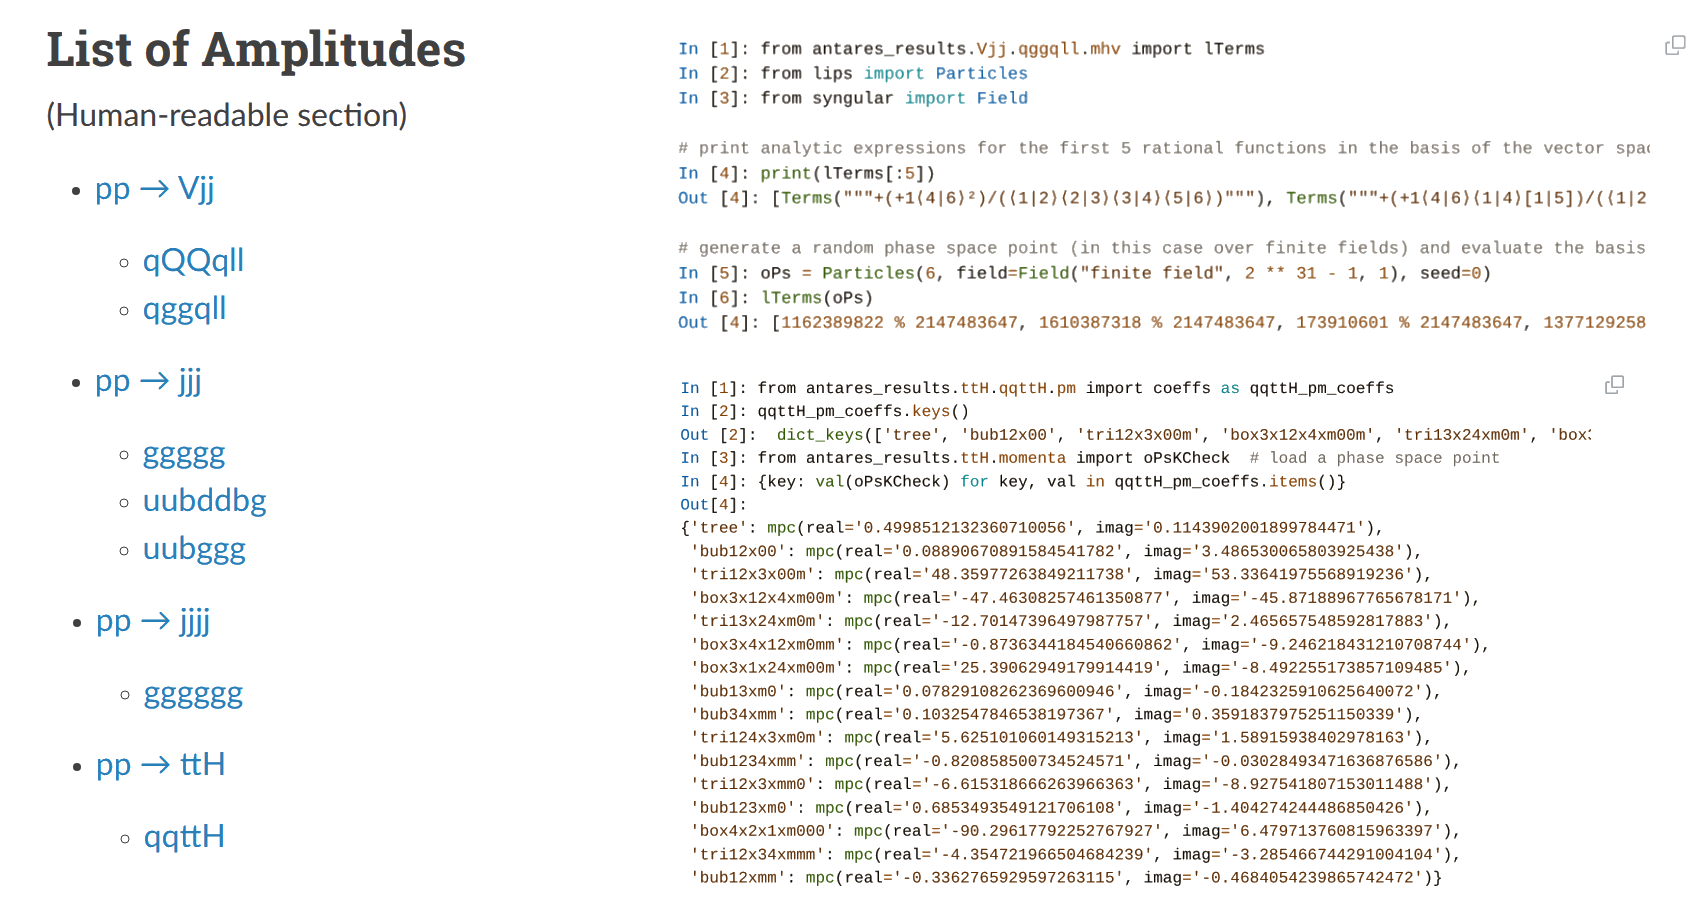 List of Amplitudes
(Human-readable section)
• pp → Vjj
◦ qQQqll
◦ qggqll
• pp → jjj
◦ ggggg
◦ uubddbg
◦ uubggg
• pp → jjjj
◦ gggggg
• pp → ttH
◦ qqttH
In [1]: from antares_results.Vjj.qggqll.mhv import lTerms
In [2]: from lips import Particles
In [3]: from syngular import Field
# print analytic expressions for the first 5 rational functions in the basis of the vector spac
In [4]: print(lTerms[:5])
Out [4]: [Terms("""+(+1⟨4|6⟩²)/(⟨1|2⟩⟨2|3⟩⟨3|4⟩⟨5|6⟩)"""), Terms("""+(+1⟨4|6⟩⟨1|4⟩[1|5])/(⟨1|2
# generate a random phase space point (in this case over finite fields) and evaluate the basis
In [5]: oPs = Particles(6, field=Field("finite field", 2 ** 31 - 1, 1), seed=0)
In [6]: lTerms(oPs)
Out [4]: [1162389822 % 2147483647, 1610387318 % 2147483647, 173910601 % 2147483647, 1377129258
In [1]: from antares_results.ttH.qqttH.pm import coeffs as qqttH_pm_coeffs
In [2]: qqttH_pm_coeffs.keys()
Out [2]:  dict_keys(['tree', 'bub12x00', 'tri12x3x00m', 'box3x12x4xm00m', 'tri13x24xm0m', 'box3
In [3]: from antares_results.ttH.momenta import oPsKCheck  # load a phase space point
In [4]: {key: val(oPsKCheck) for key, val in qqttH_pm_coeffs.items()}
Out[4]:
{'tree': mpc(real='0.4998512132360710056', imag='0.1143902001899784471'),
'bub12x00': mpc(real='0.08890670891584541782', imag='3.486530065803925438'),
'tri12x3x00m': mpc(real='48.35977263849211738', imag='53.33641975568919236'),
'box3x12x4xm00m': mpc(real='-47.46308257461350877', imag='-45.87188967765678171'),
'tri13x24xm0m': mpc(real='-12.70147396497987757', imag='2.465657548592817883'),
'box3x4x12xm0mm': mpc(real='-0.8736344184540660862', imag='-9.246218431210708744'),
'box3x1x24xm00m': mpc(real='25.39062949179914419', imag='-8.492255173857109485'),
'bub13xm0': mpc(real='0.07829108262369600946', imag='-0.1842325910625640072'),
'bub34xmm': mpc(real='0.1032547846538197367', imag='0.3591837975251150339'),
'tri124x3xm0m': mpc(real='5.625101060149315213', imag='1.58915938402978163'),
'bub1234xmm': mpc(real='-0.820858500734524571', imag='-0.03028493471636876586'),
'tri12x3xmm0': mpc(real='-6.615318666263966363', imag='-8.927541807153011488'),
'bub123xm0': mpc(real='0.6853493549121706108', imag='-1.404274244486850426'),
'box4x2x1xm000': mpc(real='-90.29617792252767927', imag='6.479713760815963397'),
'tri12x34xmmm': mpc(real='-4.354721966504684239', imag='-3.285466744291004104'),
'bub12xmm': mpc(real='-0.3362765929597263115', imag='-0.4684054239865742472')}